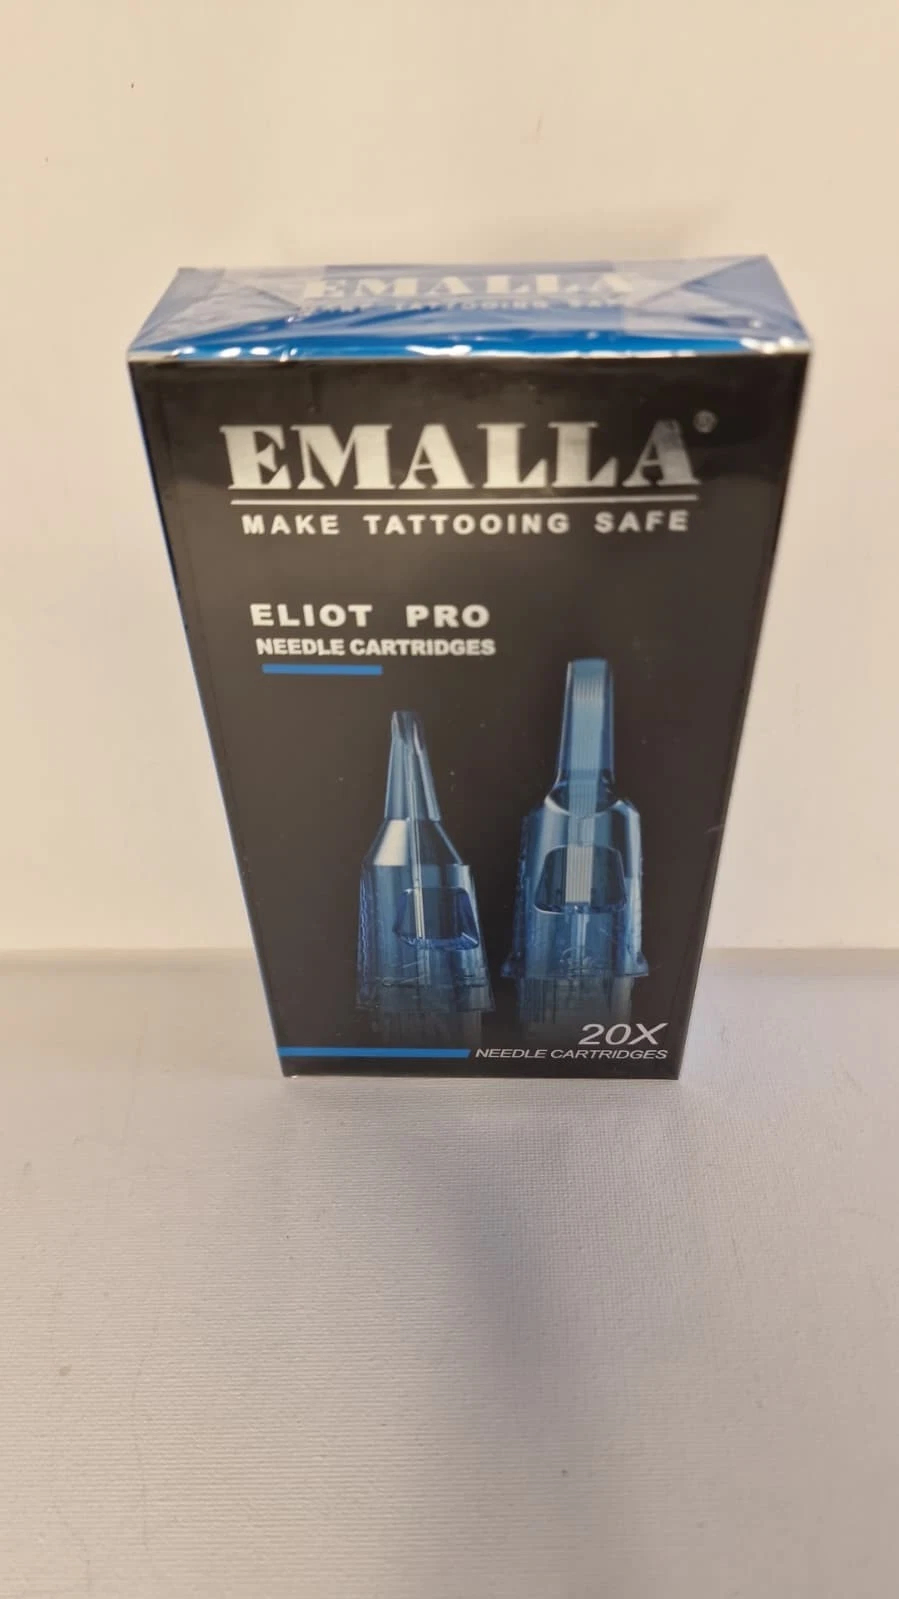 EMALLA
MAKE TATTOOING SAFE
EMALLA®
MAKE TATTOOING SAFE
ELIOT PRO
NEEDLE CARTRIDGES
20X
NEEDLE CARTRIDGES